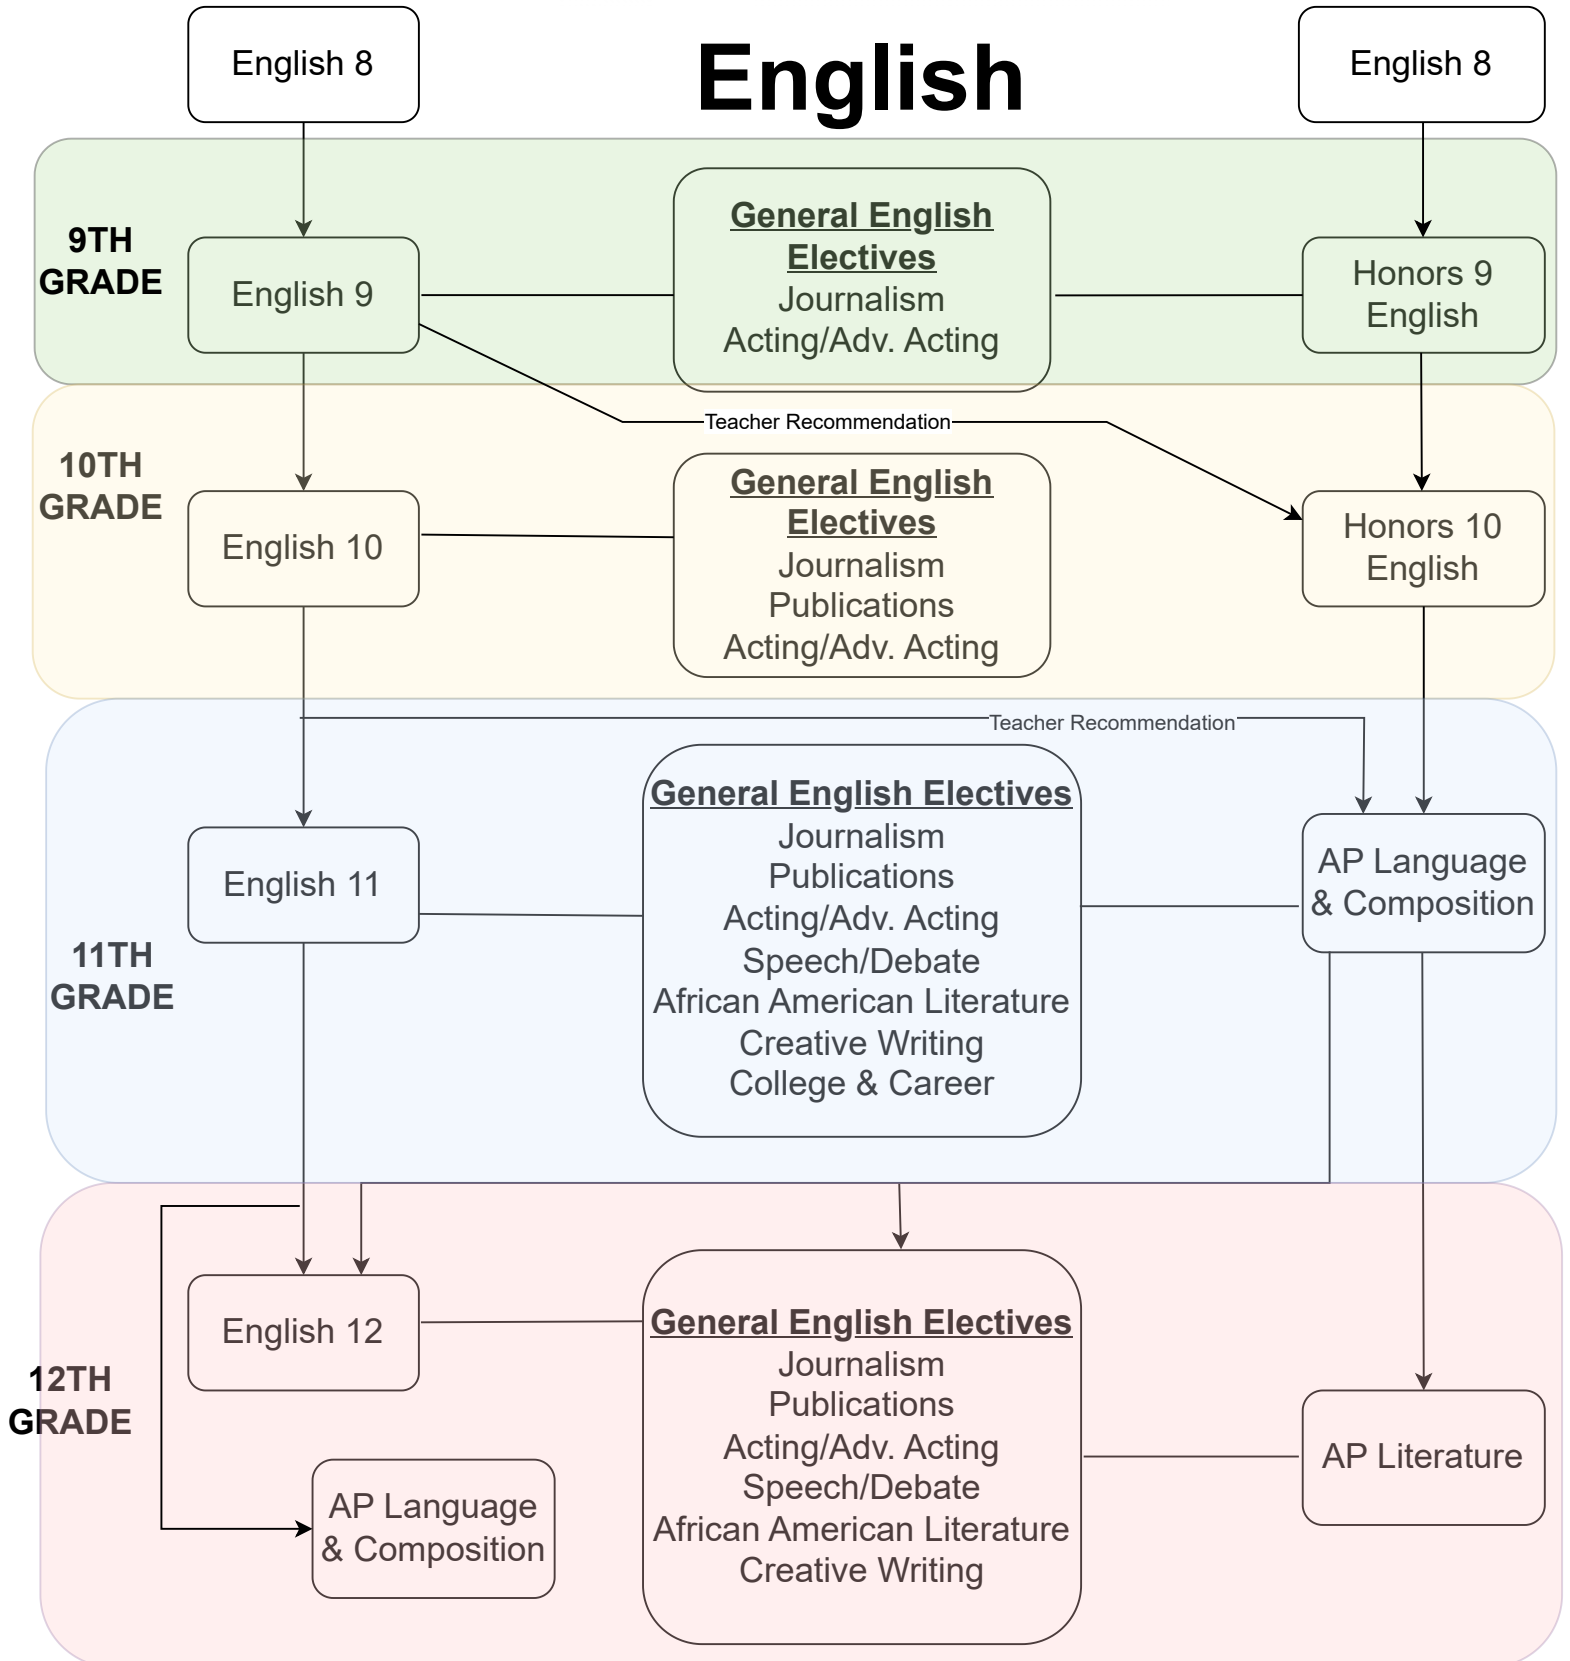 English 8
English
English 8
9TH
GRADE
English 9
General English
Electives
Journalism
Acting/Adv. Acting
Honors 9
English
Teacher Recommendation
10TH
GRADE
English 10
General English
Electives
Journalism
Publications
Acting/Adv. Acting
Honors 10
English
Teacher Recommendation
11TH
GRADE
English 11
General English Electives
Journalism
Publications
Acting/Adv. Acting
Speech/Debate
African American Literature
Creative Writing
College & Career
AP Language
& Composition
12TH
GRADE
English 12
AP Language
& Composition
General English Electives
Journalism
Publications
Acting/Adv. Acting
Speech/Debate
African American Literature
Creative Writing
AP Literature